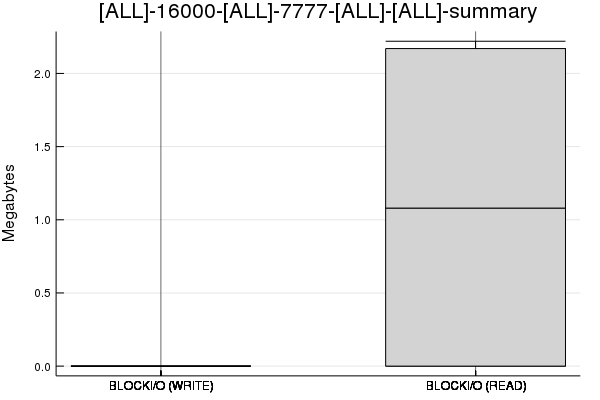 [ALL]-16000-[ALL]-7777-[ALL]-[ALL]-summary
Megabytes
2.0
1.5
1.0
0.5
0.0
BLOCKI/O (WRITE)
BLOCKI/O (READ)